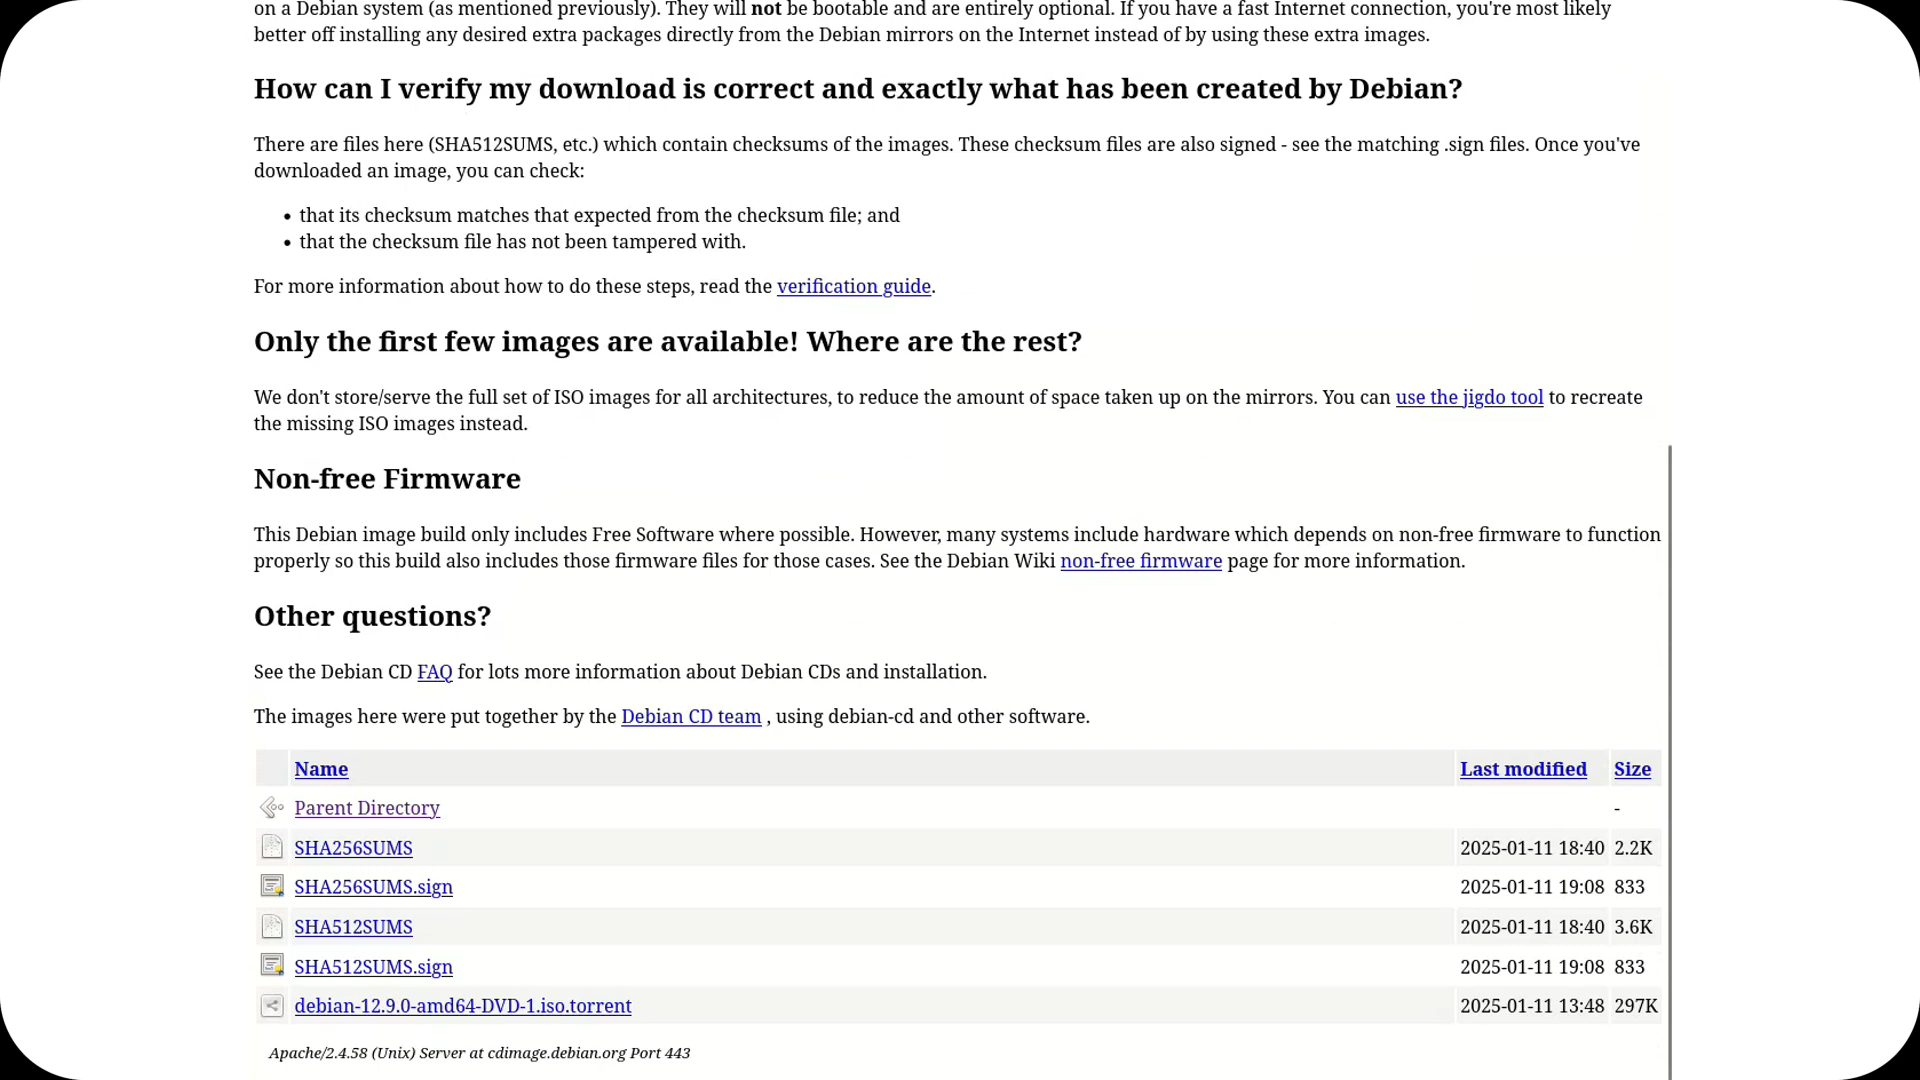 on a Debian system (as mentioned previously). They will not be bootable and are entirely optional. If you have a fast Internet connection, you're most likely
better off installing any desired extra packages directly from the Debian mirrors on the Internet instead of by using these extra images.
How can I verify my download is correct and exactly what has been created by Debian?
There are files here (SHA512SUMS, etc.) which contain checksums of the images. These checksum files are also signed - see the matching .sign files. Once you've
downloaded an image, you can check:
• that its checksum matches that expected from the checksum file; and
• that the checksum file has not been tampered with.
For more information about how to do these steps, read the verification guide.
Only the first few images are available! Where are the rest?
We don't store/serve the full set of ISO images for all architectures, to reduce the amount of space taken up on the mirrors. You can use the jigdo tool to recreate
the missing ISO images instead.
Non-free Firmware
This Debian image build only includes Free Software where possible. However, many systems include hardware which depends on non-free firmware to function
properly so this build also includes those firmware files for those cases. See the Debian Wiki non-free firmware page for more information.
Other questions?
See the Debian CD FAQ for lots more information about Debian CDs and installation.
The images here were put together by the Debian CD team , using debian-cd and other software.
Name Last modified Size
Parent Directory -
SHA256SUMS 2025-01-11 18:40 2.2K
SHA256SUMS.sign 2025-01-11 19:08 833
SHA512SUMS 2025-01-11 18:40 3.6K
SHA512SUMS.sign 2025-01-11 19:08 833
debian-12.9.0-amd64-DVD-1.iso.torrent 2025-01-11 13:48 297K
Apache/2.4.58 (Unix) Server at cdimage.debian.org Port 443